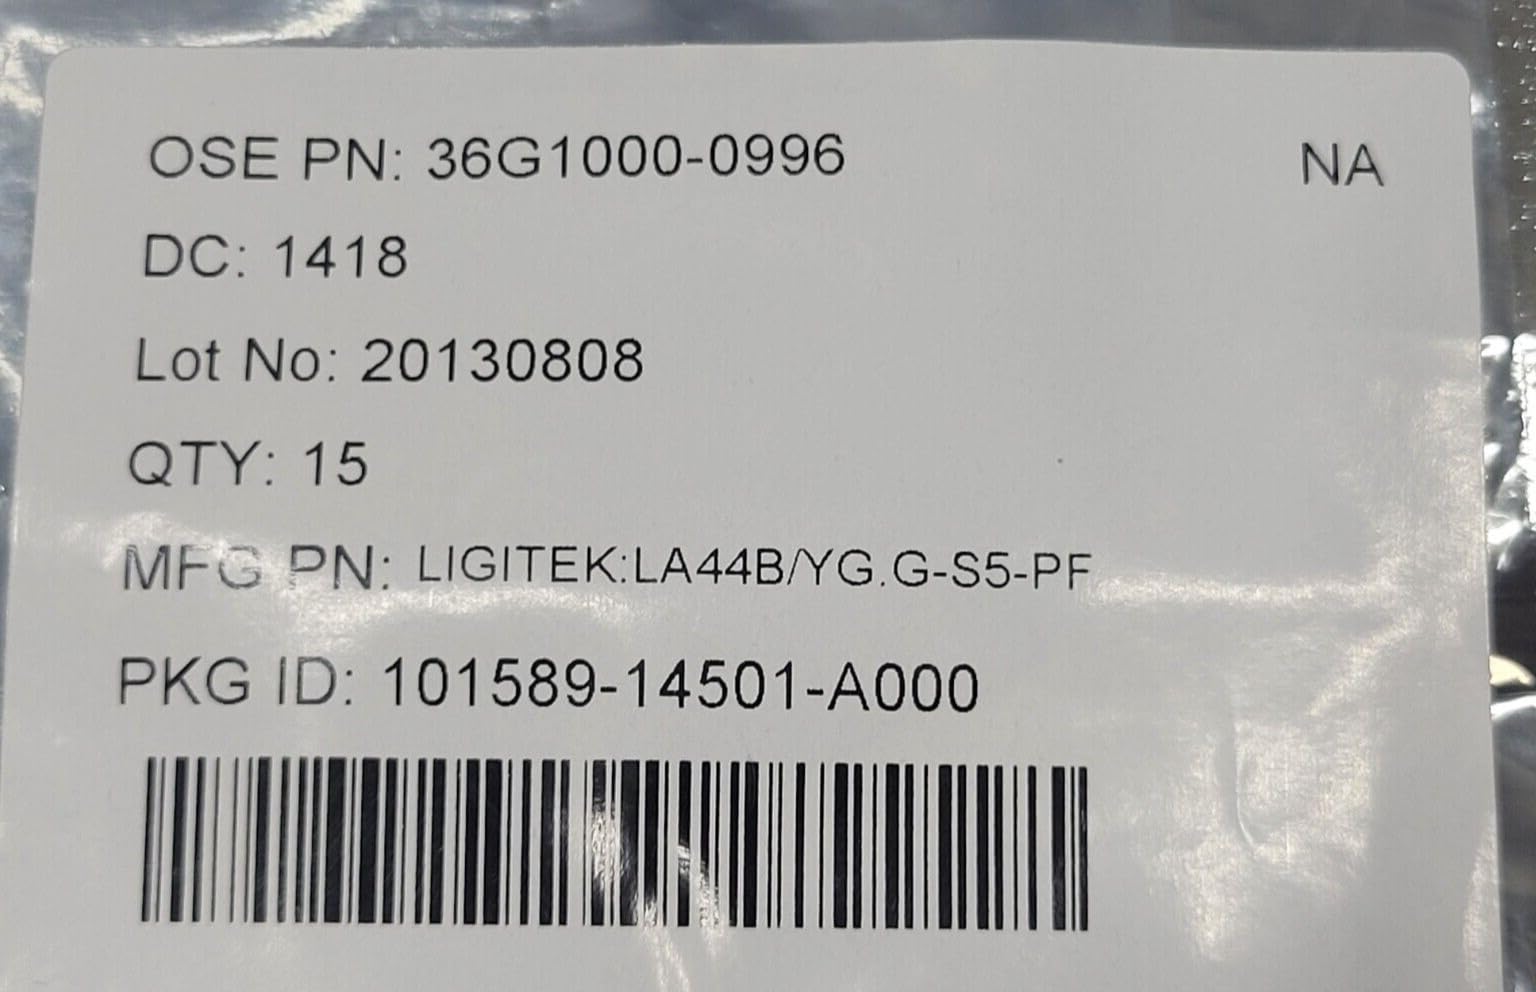 OSE PN: 36G1000-0996 NA
DC: 1418
Lot No: 20130808
QTY: 15
MFG PN: LIGITEK:LA44B/YG.G-S5-PF
PKG ID: 101589-14501-A000